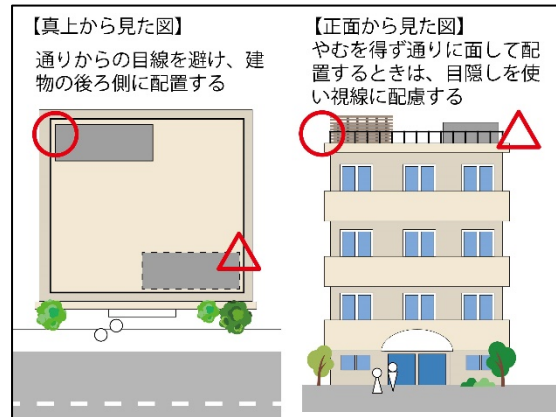 【真上から見た図】
通りからの目線を避け、建
物の後ろ側に配置する
【正面から見た図】
やむを得ず通りに面して配
置するときは、目隠しを使
い視線に配慮する